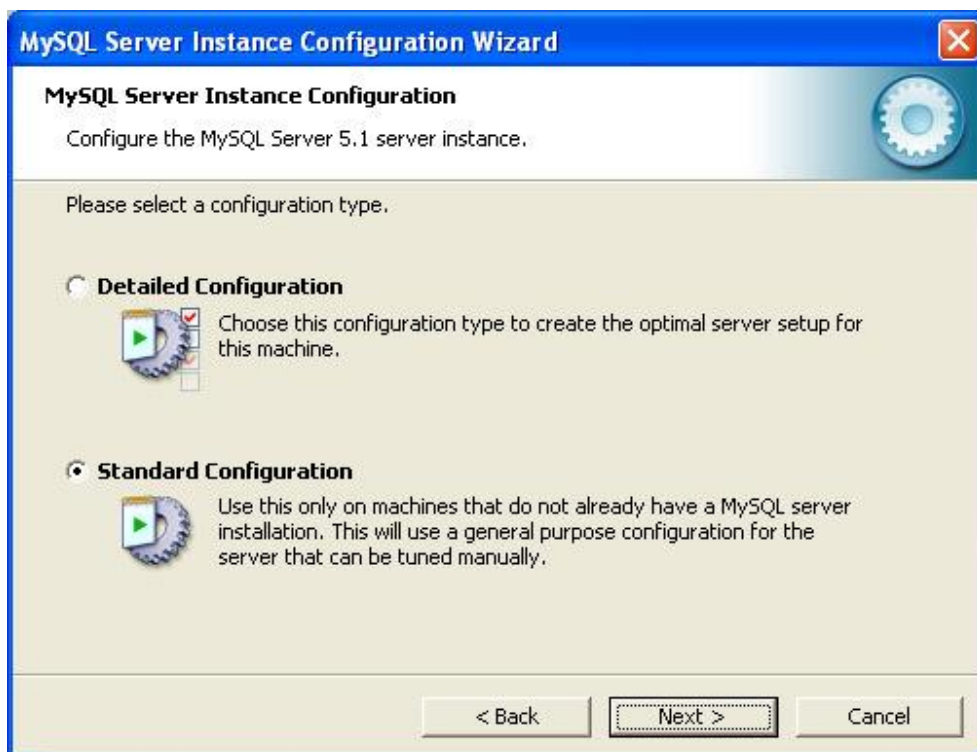 MySQL Server Instance Configuration Wizard
MySQL Server Instance Configuration
Configure the MySQL Server 5.1 server instance.
Please select a configuration type.
Detailed Configuration
Choose this configuration type to create the optimal server setup for
this machine.
Standard Configuration
Use this only on machines that do not already have a MySQL server
installation. This will use a general purpose configuration for the
server that can be tuned manually.
< Back
Next >
Cancel